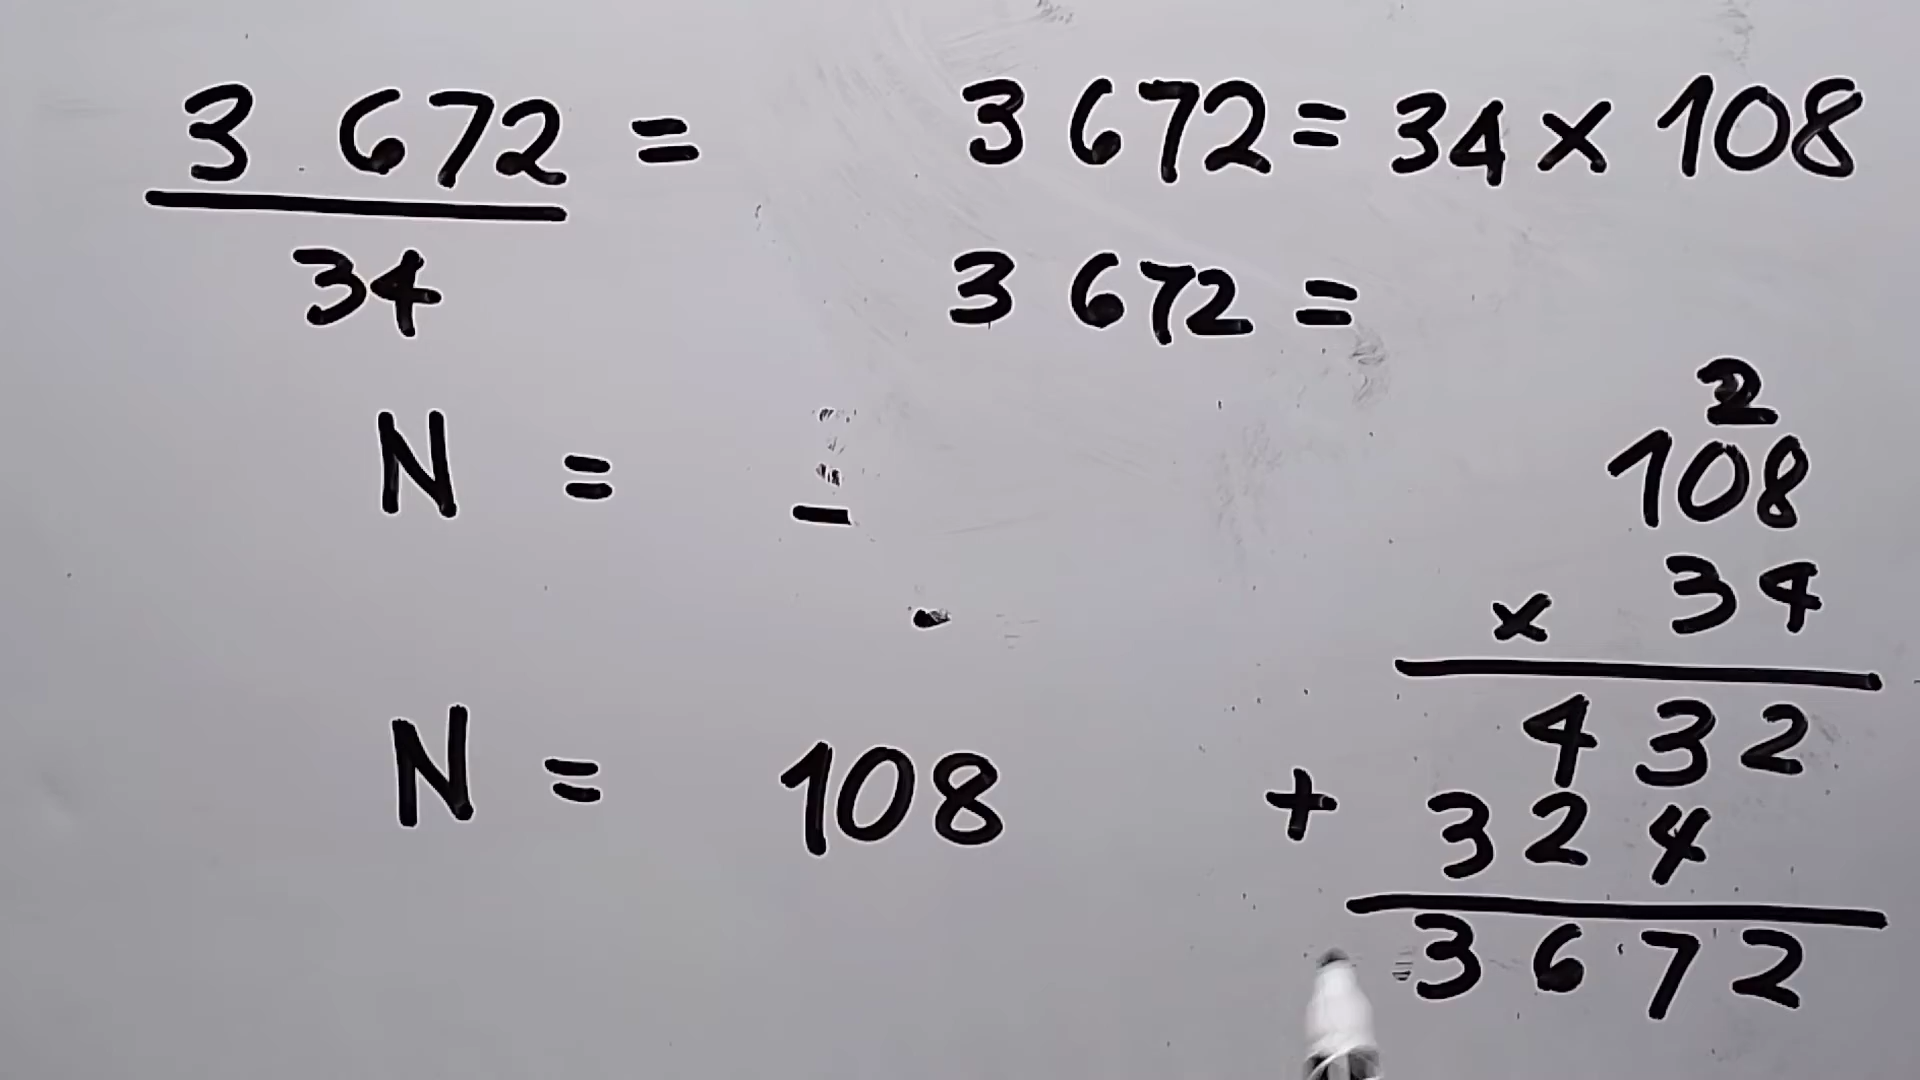 3 672 =
34
N = -
N = 108
3 672 = 34 x 108
3 672 =
2
108
x 34
432
+ 324
3672